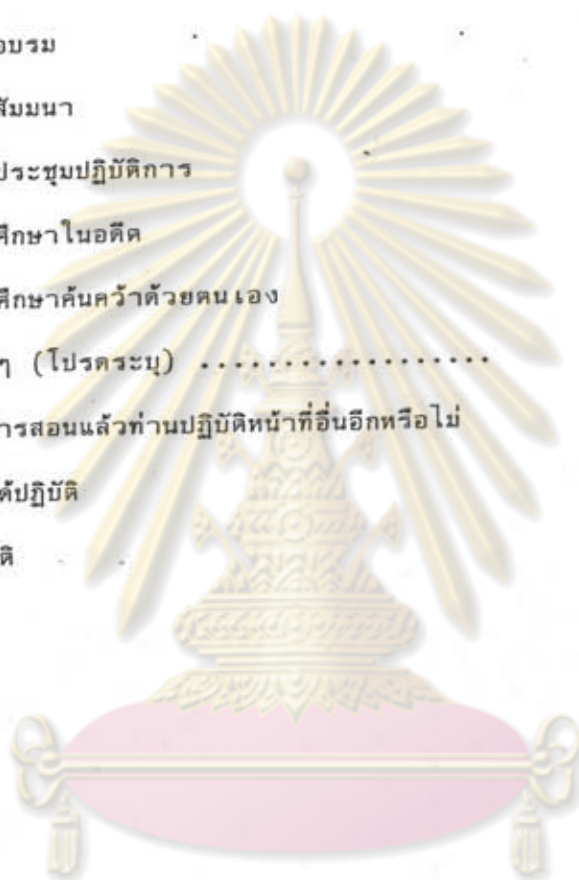 อบรม
สัมมนา
ประชุมปฏิบัติการ
ศึกษาในอดีต
ศึกษาค้นคว้าด้วยตนเอง
ๆ (โปรดระบุ) ....................
ารสอนแล้วท่านปฏิบัติหน้าที่อื่นอีกหรือไม่
ด้ปฏิบัติ
ติ